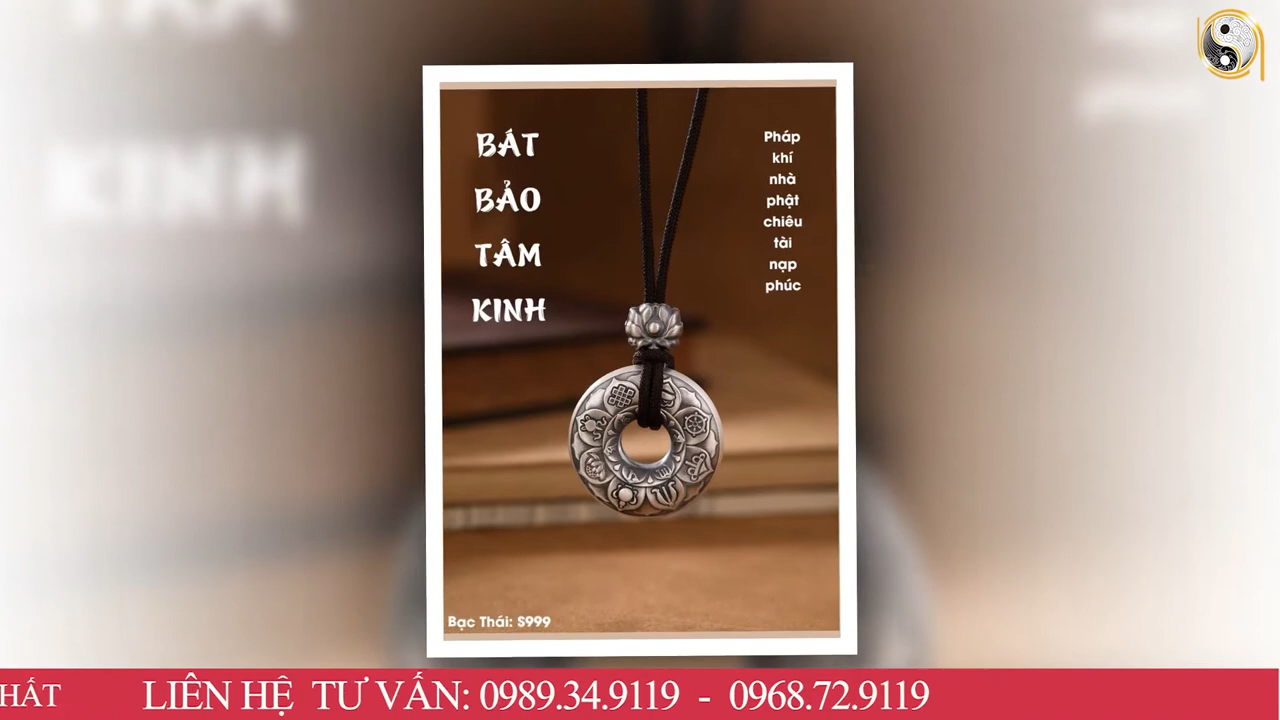 BÁT
BẢO
TÂM
KINH
Pháp
khí
nhà
phật
chiêu
tài
nạp
phúc
Bạc Thái: S999
HẤT LIÊN HỆ TƯ VẤN: 0989.34.9119 - 0968.72.9119